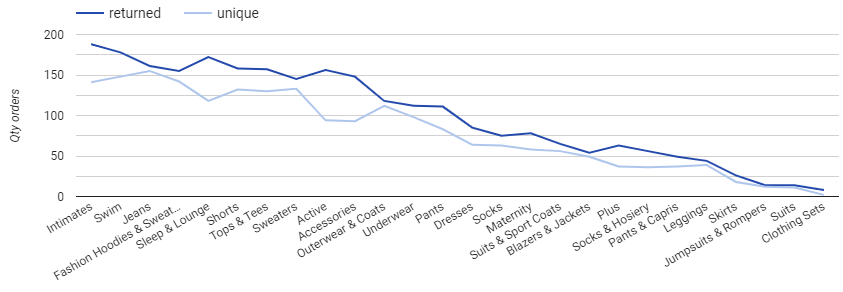 returned
unique
Qty orders
200
150
100
50
0
Intimates
Swim
Jeans
Fashion Hoodies & Sweat...
Sleep & Lounge
Shorts
Tops & Tees
Sweaters
Active
Accessories
Outerwear & Coats
Underwear
Pants
Dresses
Socks
Maternity
Suits & Sport Coats
Blazers & Jackets
Plus
Socks & Hosiery
Pants & Capris
Leggings
Skirts
Jumpsuits & Rompers
Suits
Clothing Sets